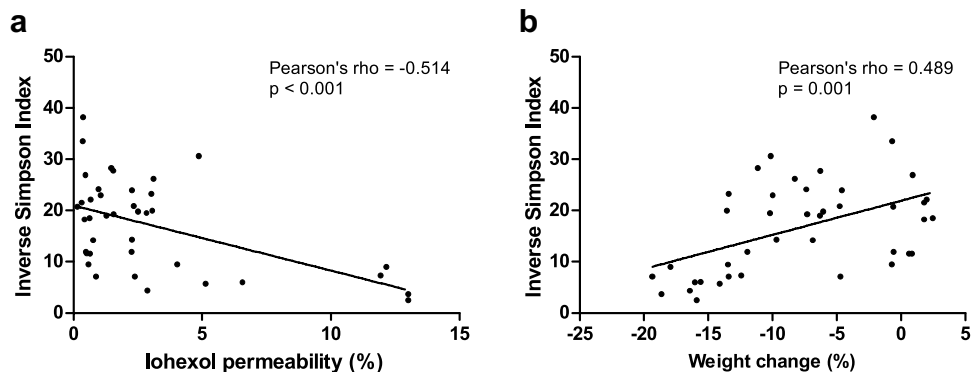 a
Pearson's rho = -0.514
p < 0.001
Inverse Simpson Index
50
40
30
20
10
0
0 5 10 15
Iohexol permeability (%)
b
Pearson's rho = 0.489
p = 0.001
Inverse Simpson Index
50
40
30
20
10
0
-25 -20 -15 -10 -5 0 5
Weight change (%)